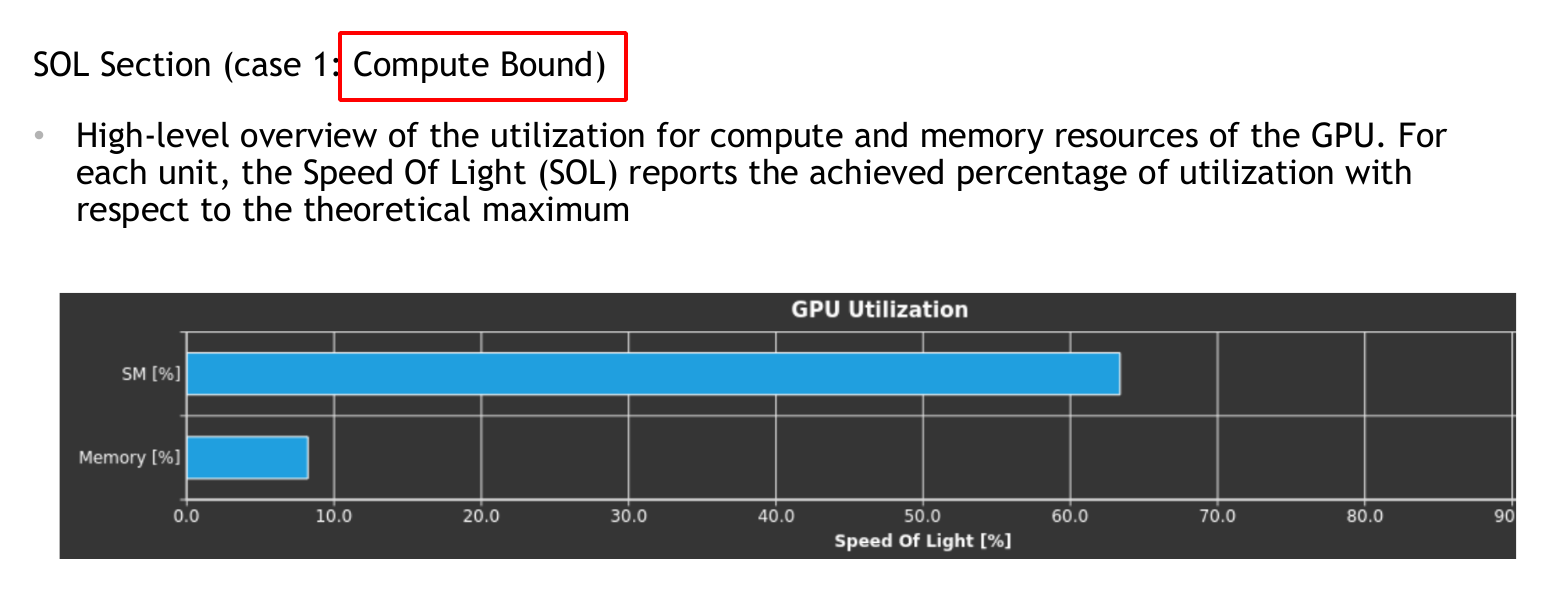 SOL Section (case 1: Compute Bound)
• High-level overview of the utilization for compute and memory resources of the GPU. For
each unit, the Speed Of Light (SOL) reports the achieved percentage of utilization with
respect to the theoretical maximum
GPU Utilization
SM [%]
Memory [%]
0.0 10.0 20.0 30.0 40.0 50.0 60.0 70.0 80.0 90
Speed Of Light [%]